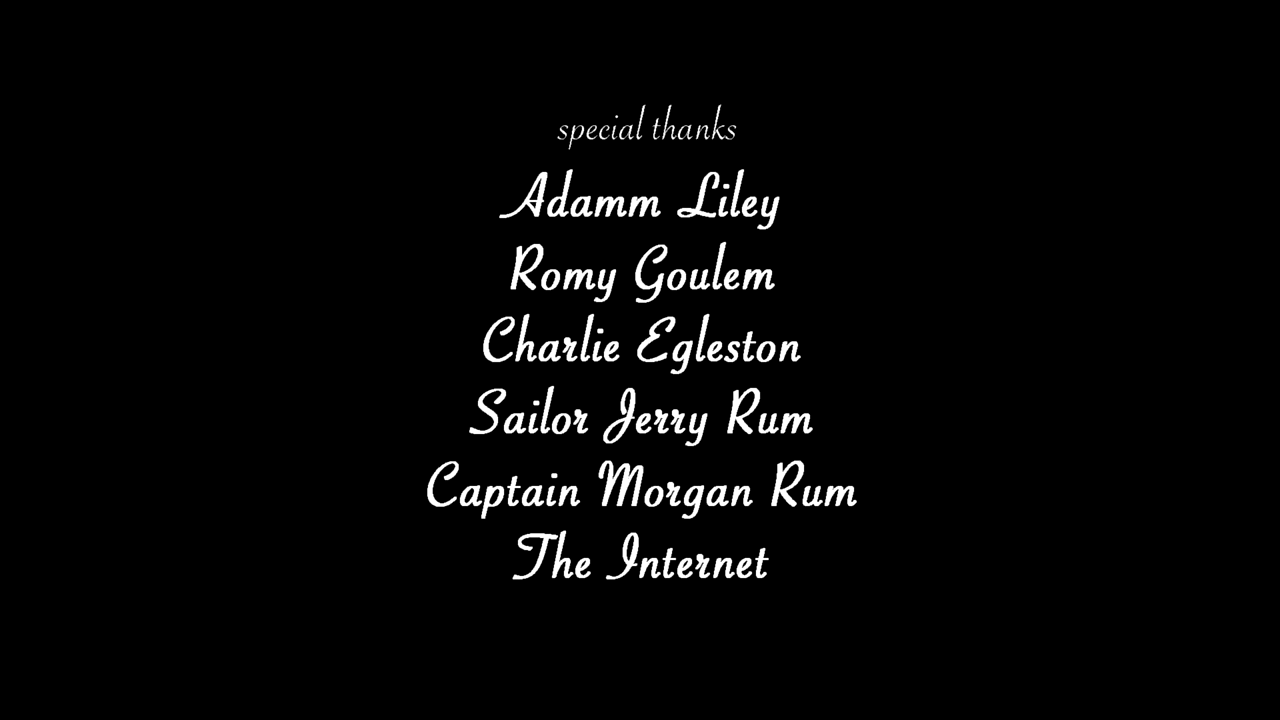 special thanks
Adamm Liley
Romy Goulem
Charlie Egleston
Sailor Jerry Rum
Captain Morgan Rum
The Internet